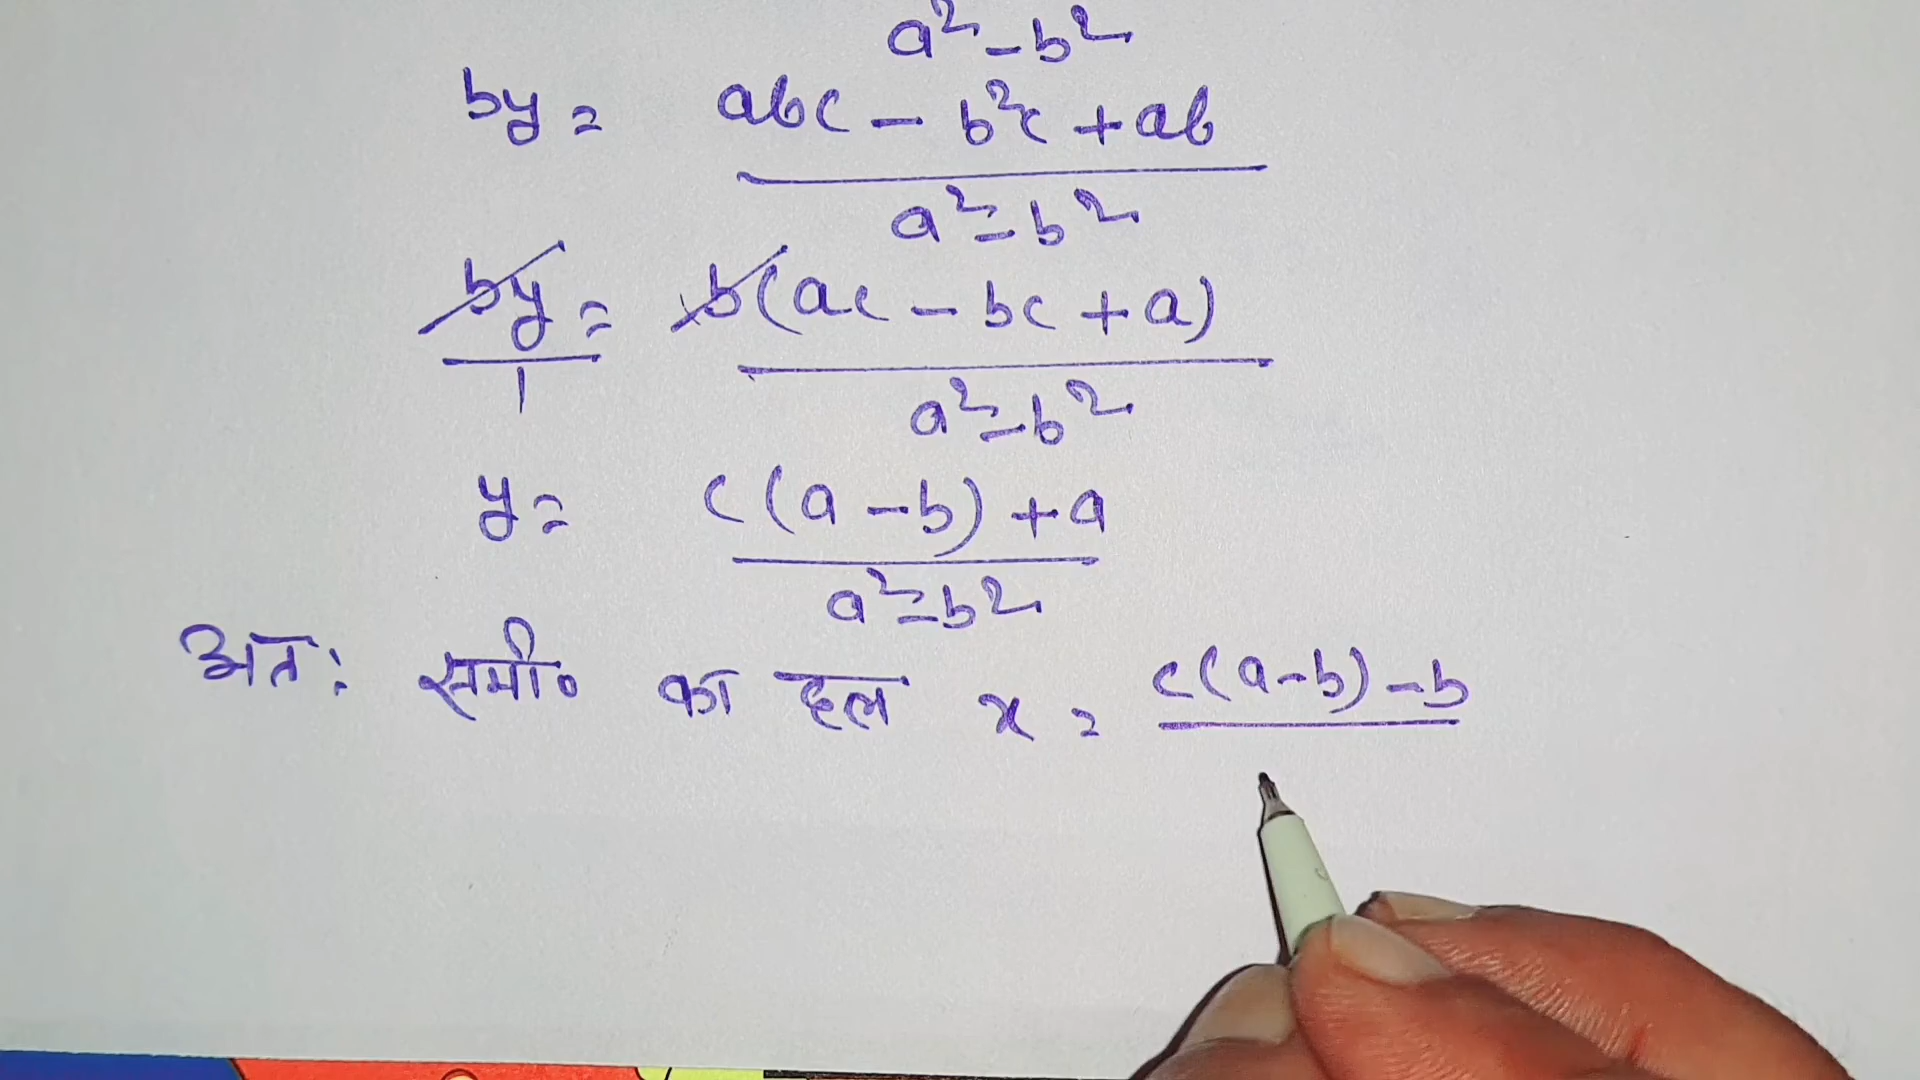 a² - b²
by = abc - b²c + ab
a² - b²
by = b(ac - bc + a)
1 a² - b²
y = c(a - b) + a
a² - b²
अतः समी० का हल x = c(a-b) - b